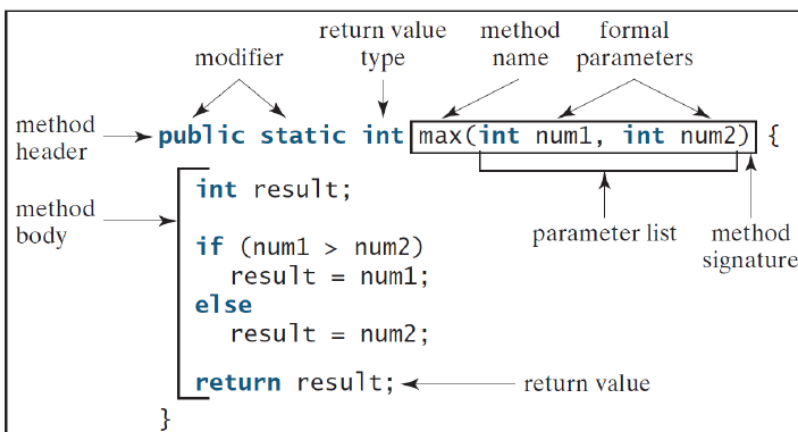 modifier
return value
type
method
name
formal
parameters
method
header
public static int max(int num1, int num2) {
method
body
int result;
parameter list
method
signature
if (num1 > num2)
result = num1;
else
result = num2;
return result;
return value
}